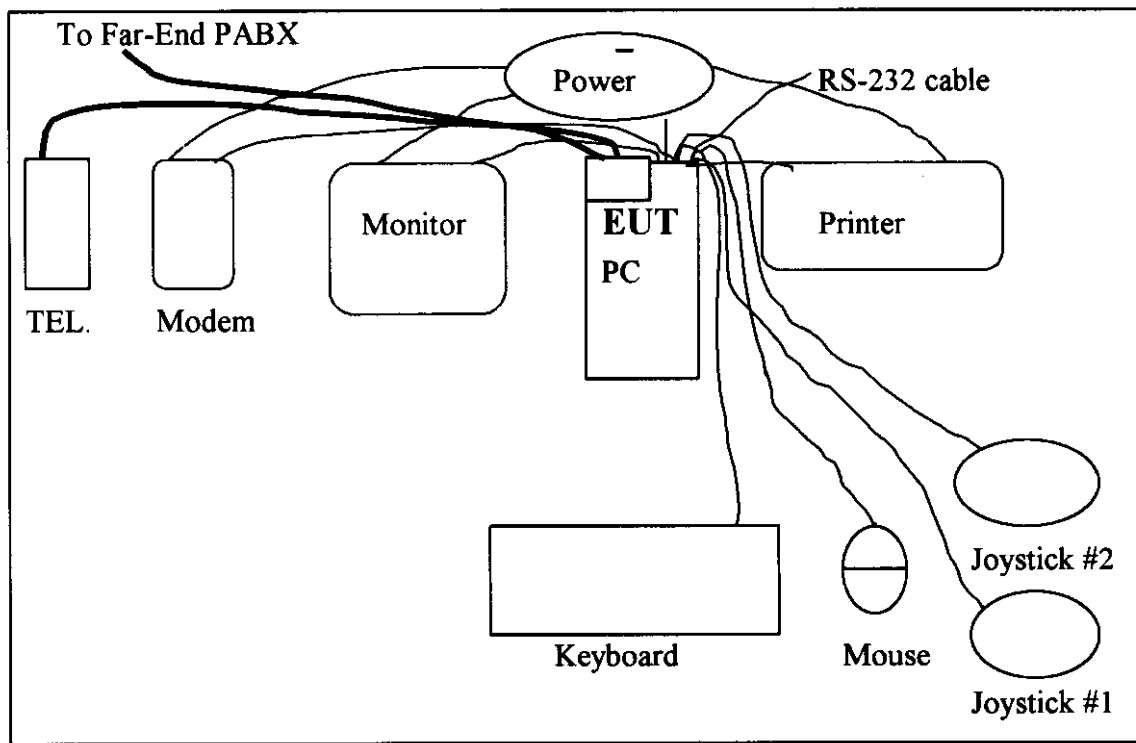 To Far-End PABX
Power
RS-232 cable
Monitor
EUT
PC
Printer
TEL.
Modem
Joystick #2
Keyboard
Mouse
Joystick #1